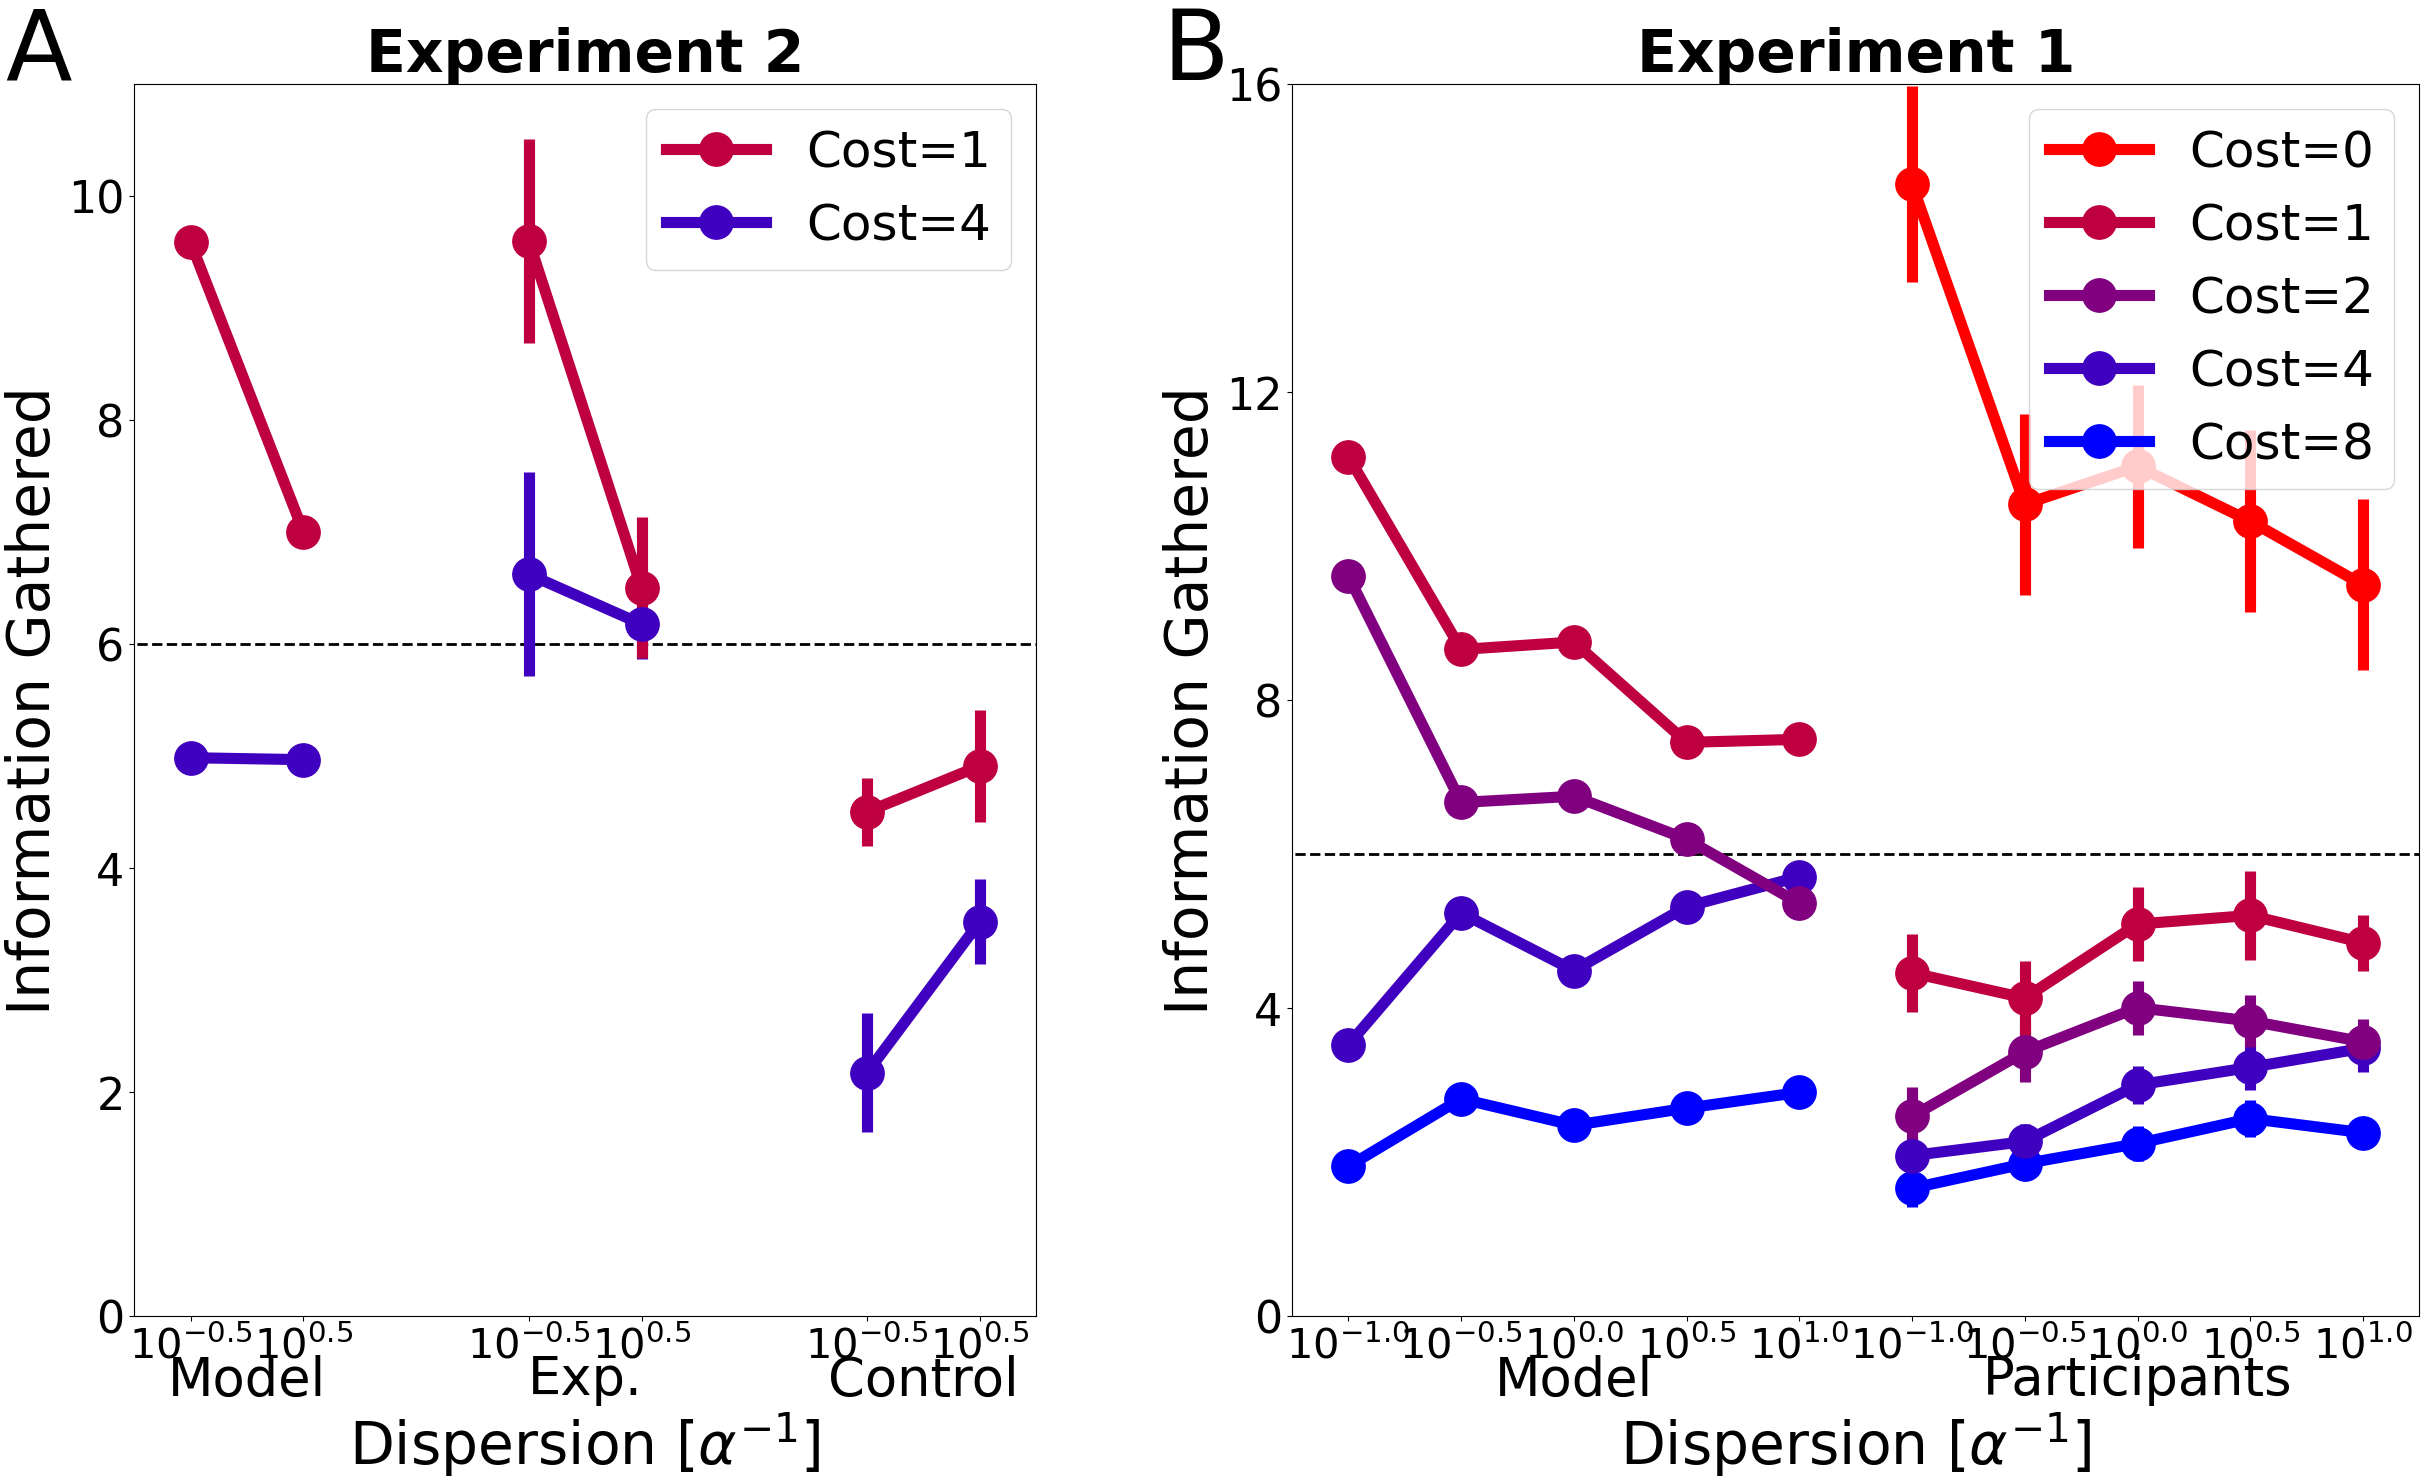 A
Experiment 2
Information Gathered
10
8
6
4
2
0
Cost=1
Cost=4
10^−0.5 10^0.5 10^−0.5 10^0.5 10^−0.5 10^0.5
Model Exp. Control
Dispersion [α^−1]
B
Experiment 1
Information Gathered
16
12
8
4
0
Cost=0
Cost=1
Cost=2
Cost=4
Cost=8
10^−1.0 10^−0.5 10^0.0 10^0.5 10^1.0 10^−1.0 10^−0.5 10^0.0 10^0.5 10^1.0
Model Participants
Dispersion [α^−1]